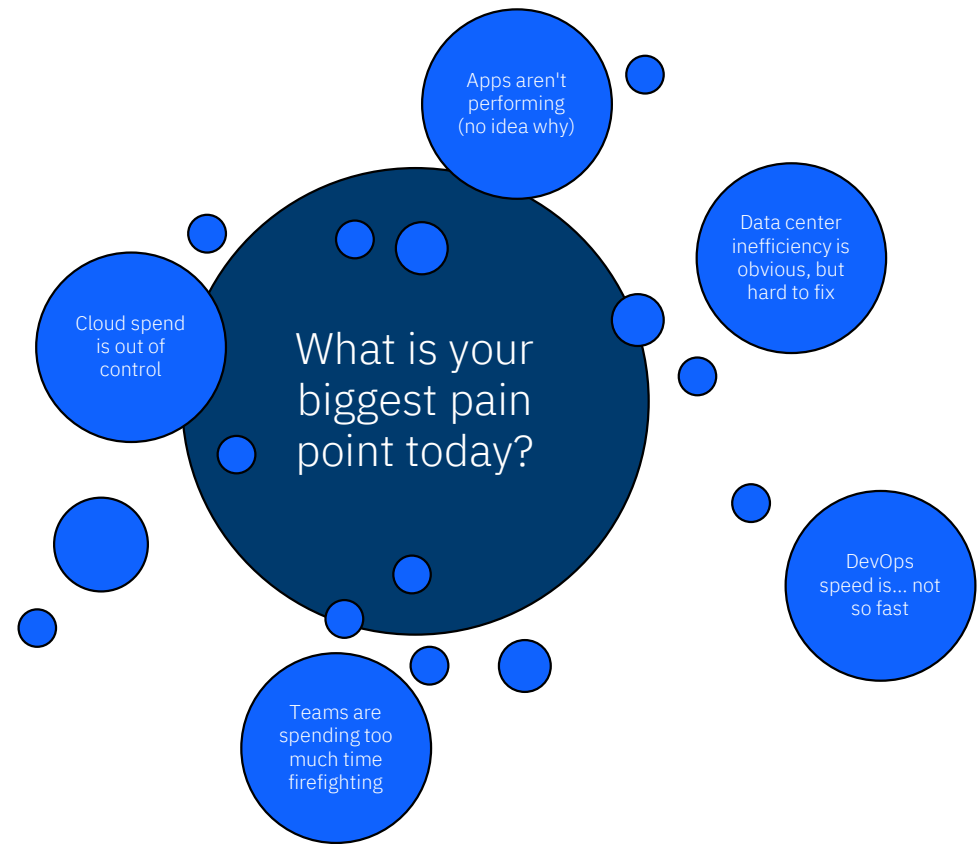 Apps aren't
performing
(no idea why)
Data center
inefficiency is
obvious, but
hard to fix
Cloud spend
is out of
control
What is your
biggest pain
point today?
DevOps
speed is... not
so fast
Teams are
spending too
much time
firefighting